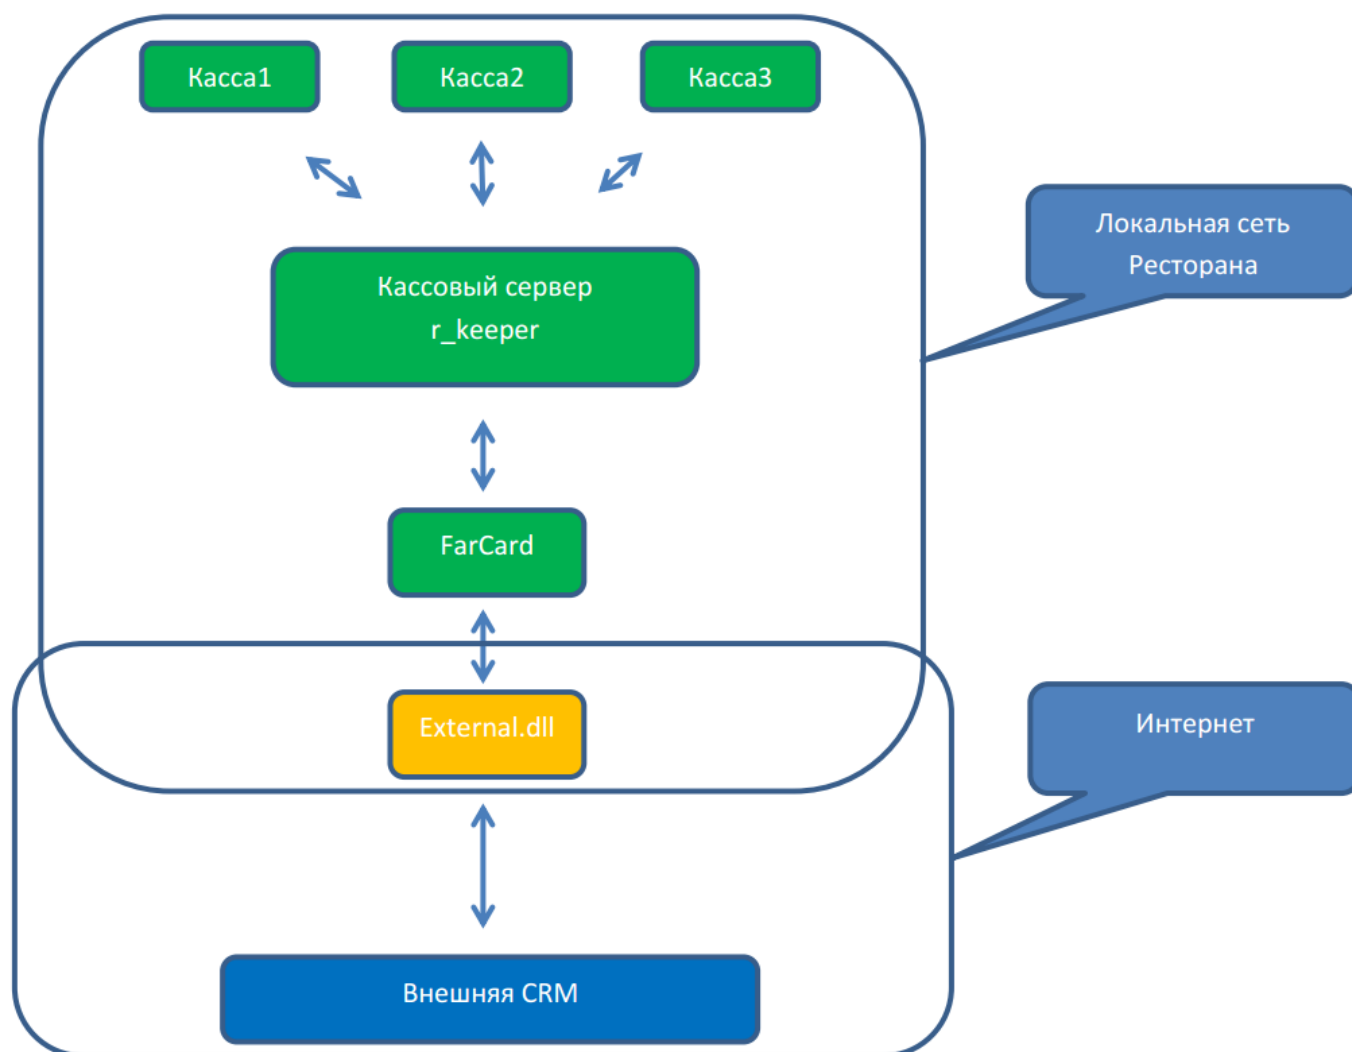 Касса1
Касса2
Касса3
Локальная сеть
Ресторана
Кассовый сервер
r_keeper
FarCard
External.dll
Интернет
Внешняя CRM